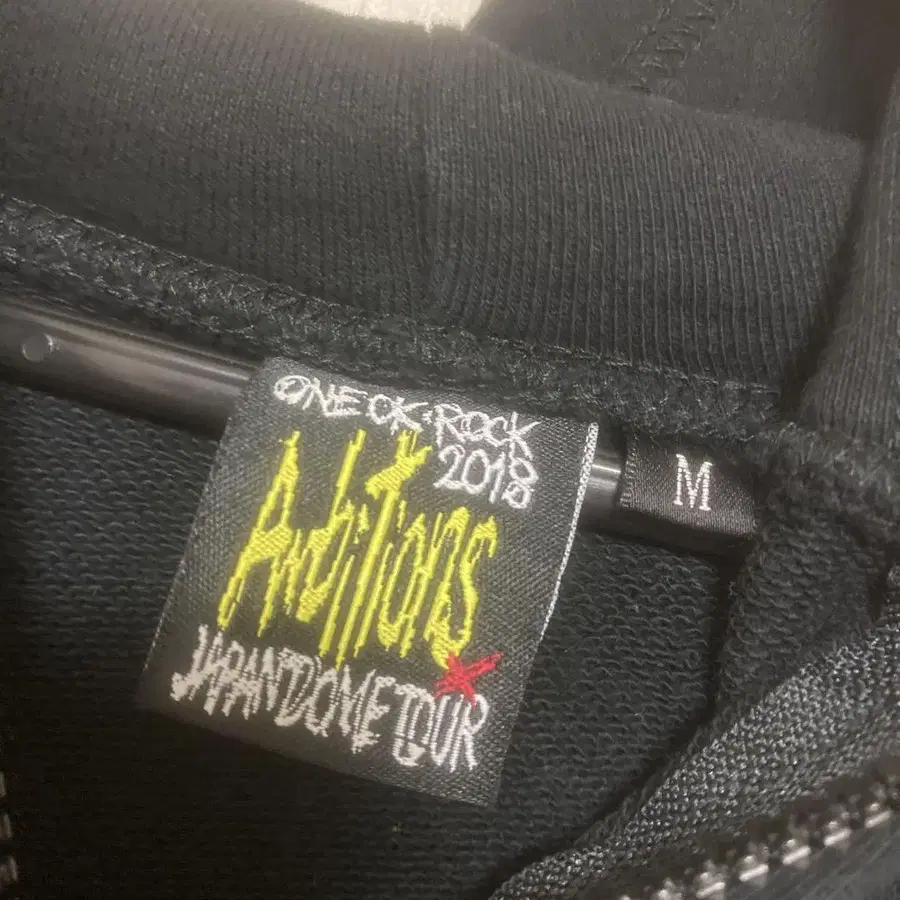 ONE OK ROCK
2018
Ambitions
JAPAN DOME TOUR
M